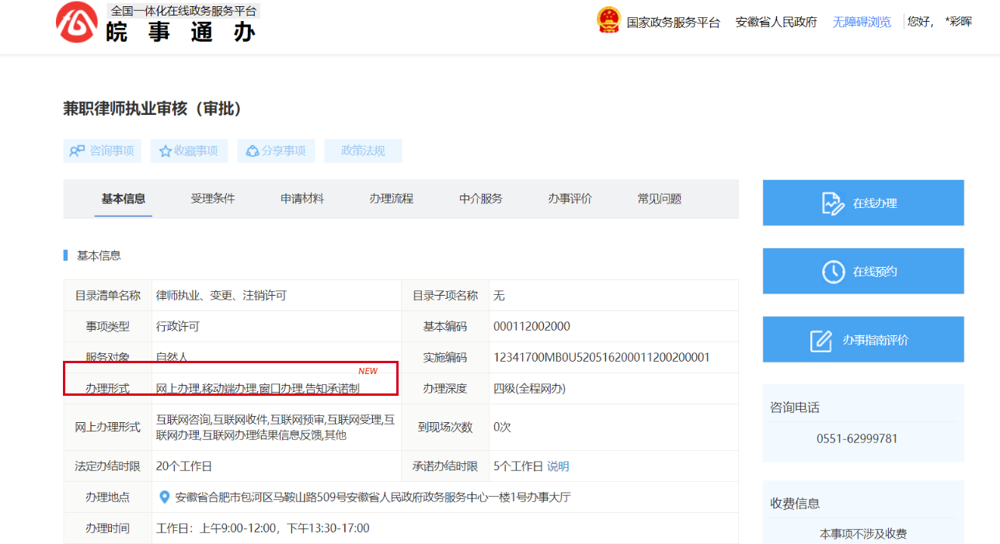 全国一体化在线政务服务平台
皖事通办
国家政务服务平台 安徽省人民政府 无障碍浏览 您好， *彩晖
兼职律师执业审核（审批）
咨询事项 收藏事项 分享事项 政策法规
基本信息 受理条件 申请材料 办理流程 中介服务 办事评价 常见问题
在线办理
在线预约
办事指南评价
基本信息
目录清单名称 律师执业、变更、注销许可 目录子项名称 无
事项类型 行政许可 基本编码 000112002000
服务对象 自然人 实施编码 12341700MB0U520516200011200200001
NEW
办理形式 网上办理,移动端办理,窗口办理,告知承诺制 办理深度 四级(全程网办)
网上办理形式 互联网咨询,互联网收件,互联网预审,互联网受理,互
联网办理,互联网办理结果信息反馈,其他 到现场次数 0次
法定办结时限 20个工作日 承诺办结时限 5个工作日 说明
办理地点 安徽省合肥市包河区马鞍山路509号安徽省人民政府政务服务中心一楼1号办事大厅
办理时间 工作日：上午9:00-12:00，下午13:30-17:00
咨询电话
0551-62999781
收费信息
本事项不涉及收费